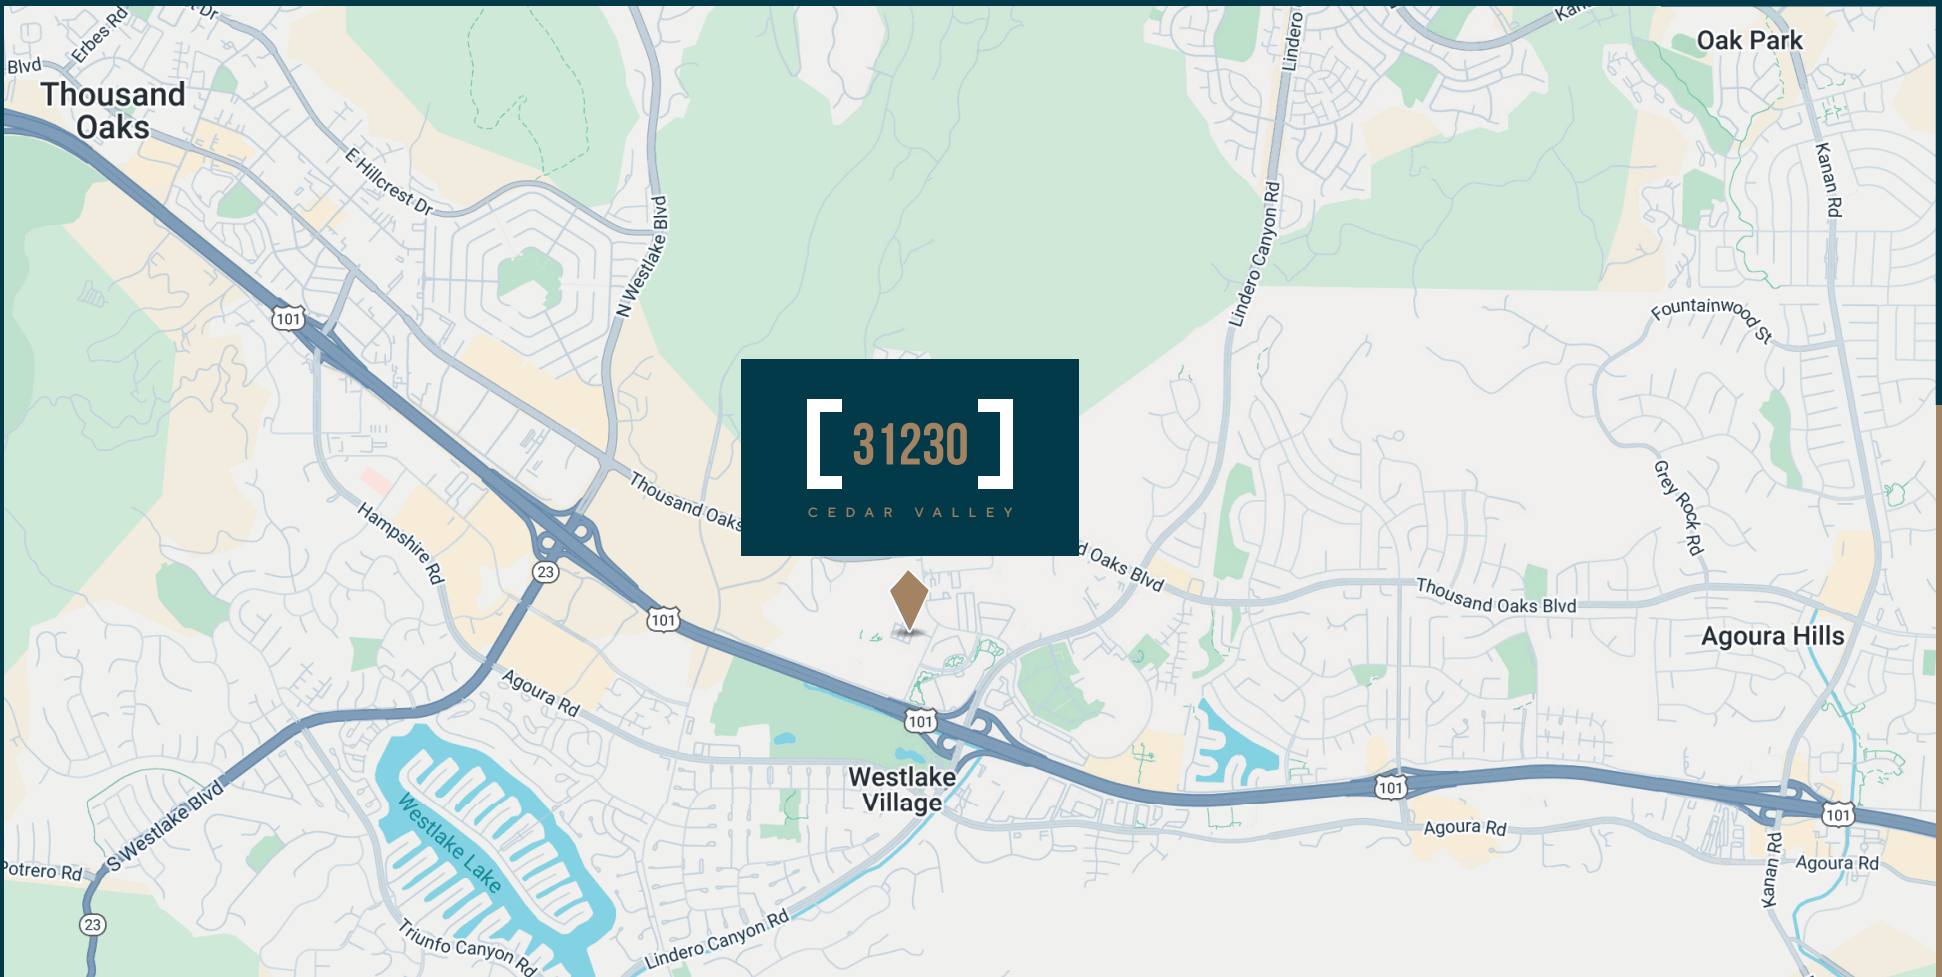 Erbes Rd
Dr
Blvd
Thousand
Oaks
E Hillcrest Dr
N Westlake Blvd
Lindero
Lindero Canyon Rd
Oak Park
Kanan Rd
Fountainwood St
Grey Rock Rd
101
[31230]
CEDAR VALLEY
Thousand Oaks
d Oaks Blvd
Thousand Oaks Blvd
Hampshire Rd
23
101
Agoura Hills
Agoura Rd
101
Westlake
Village
101
101
Agoura Rd
Agoura Rd
Kanan Rd
S Westlake Blvd
Westlake Lake
Potrero Rd
23
Triunfo Canyon Rd
Lindero Canyon Rd